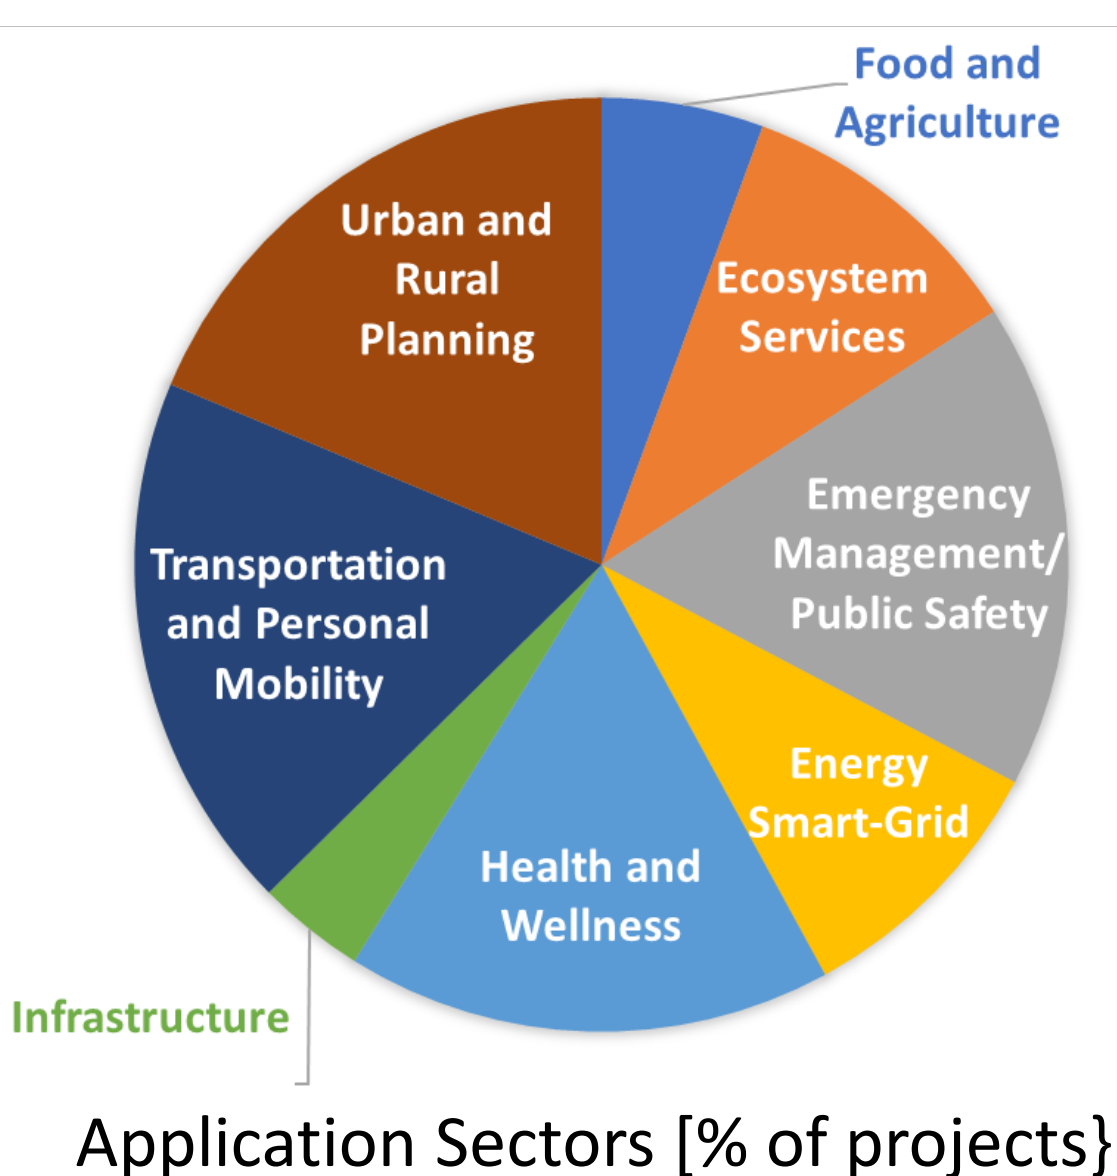 Food and
Agriculture
Urban and
Rural
Planning
Ecosystem
Services
Emergency
Management/
Public Safety
Transportation
and Personal
Mobility
Energy
Smart-Grid
Health and
Wellness
Infrastructure
Application Sectors [% of projects}